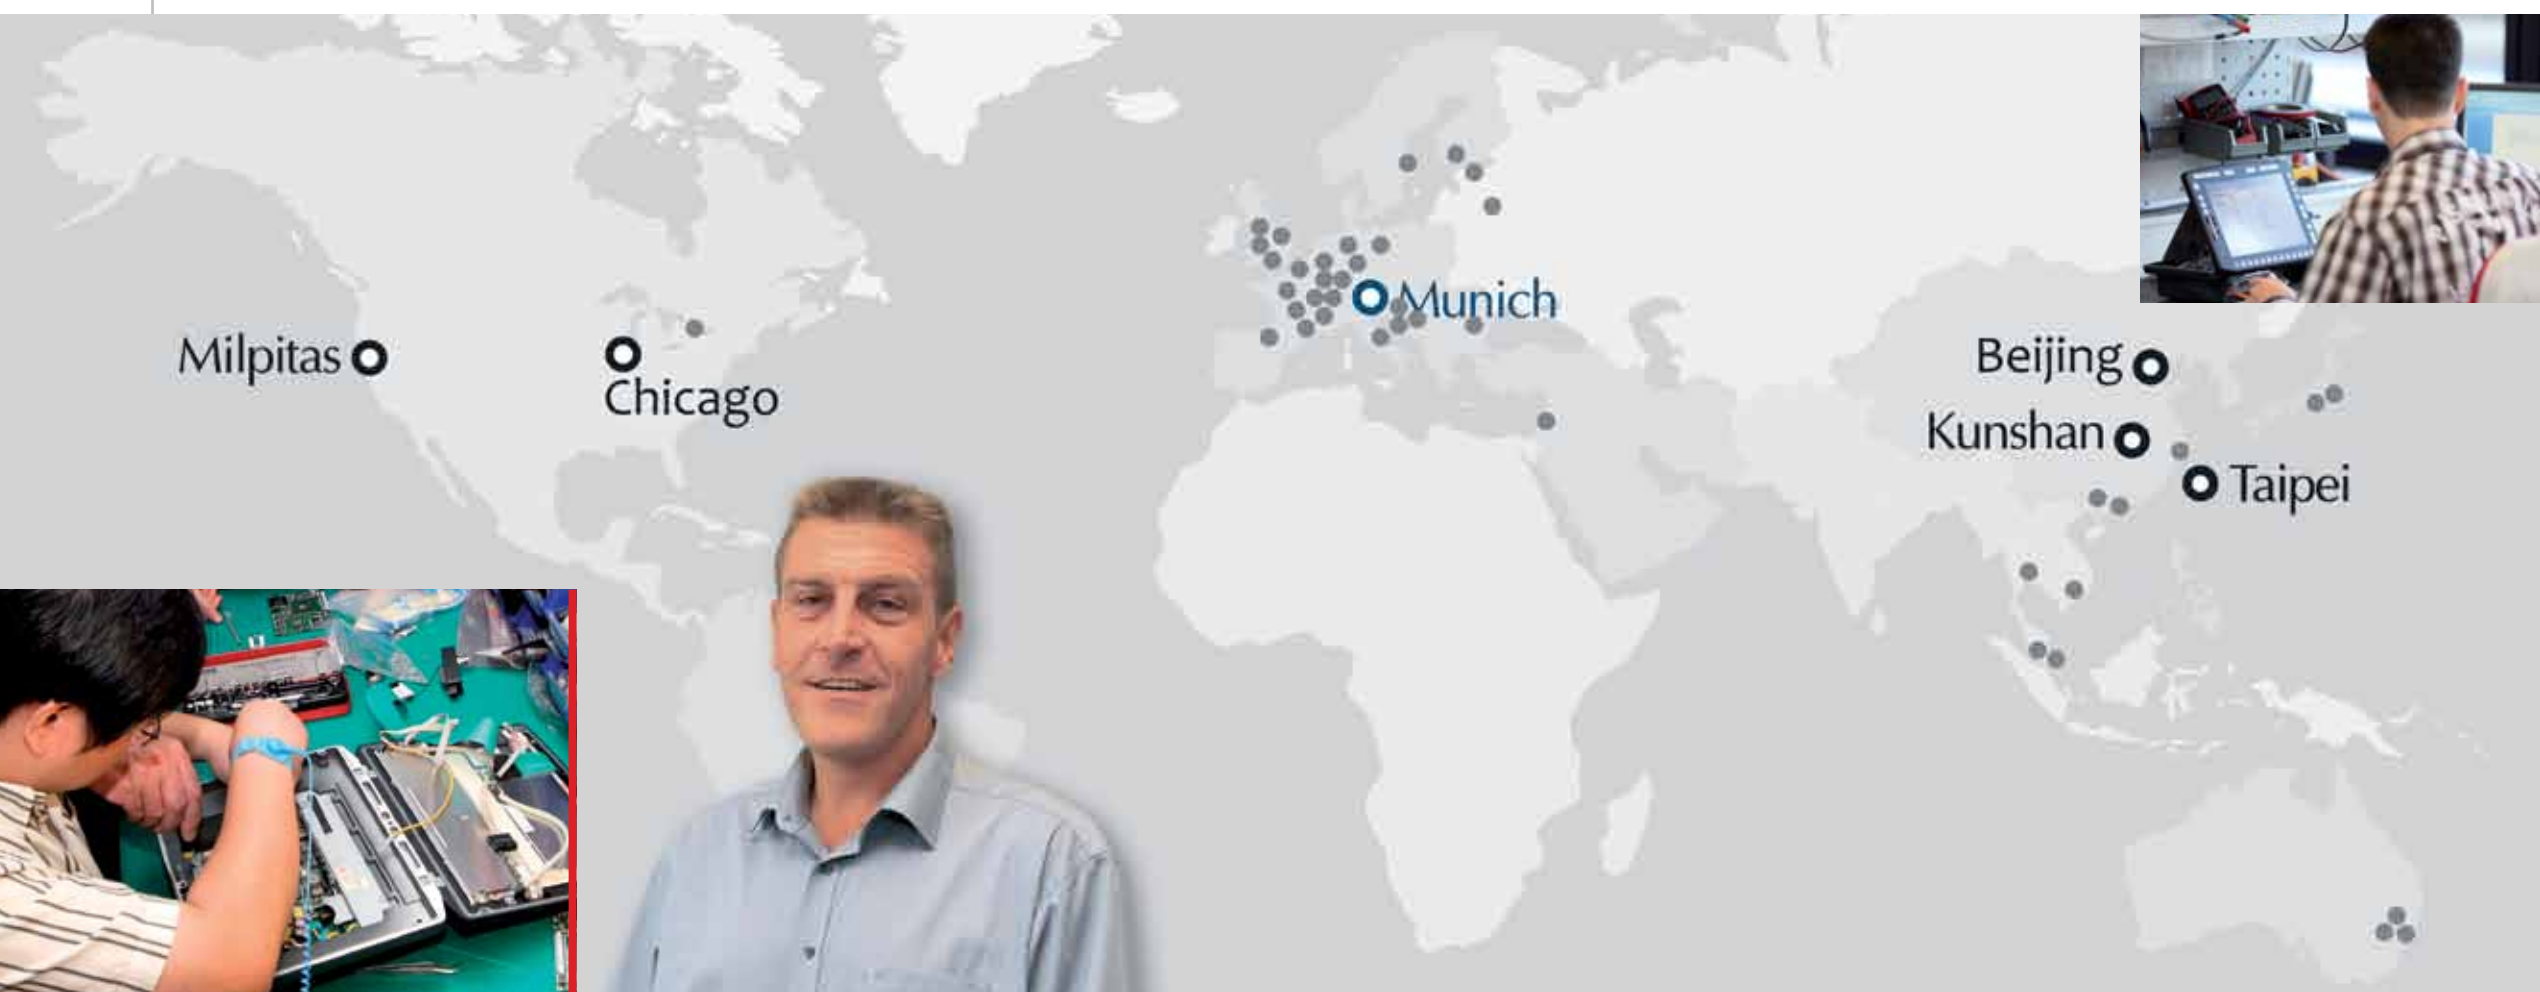 Munich
Milpitas
Chicago
Beijing
Kunshan
Taipei